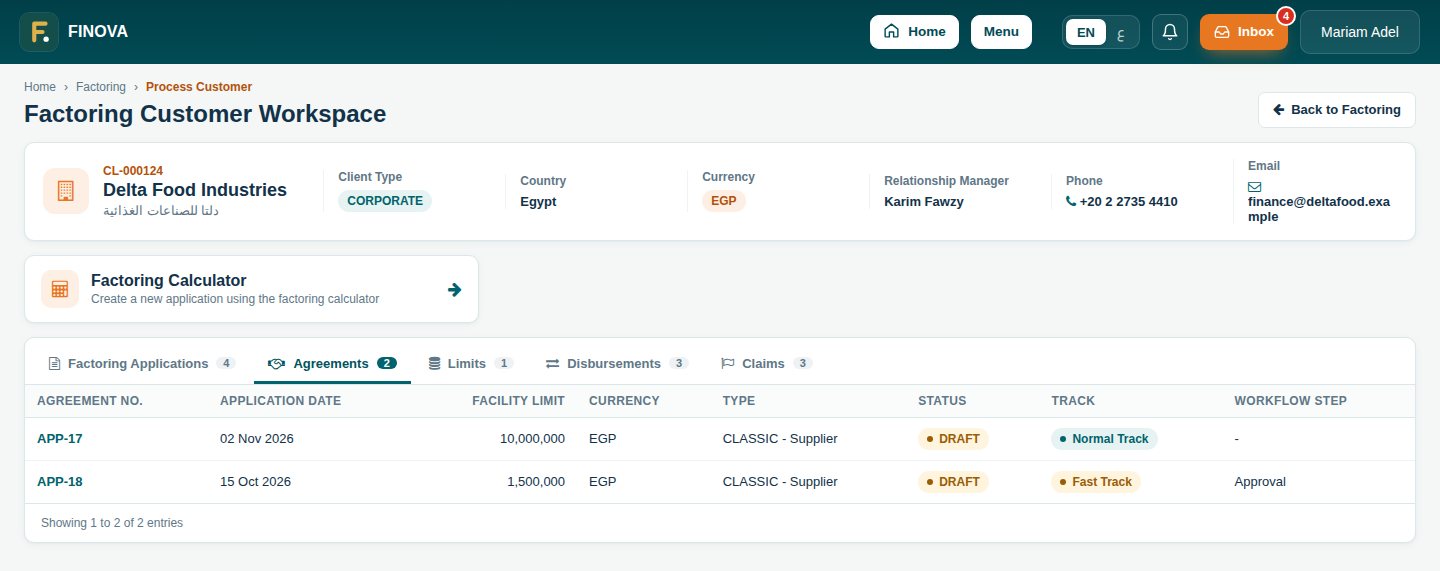 F.
FINOVA
Home
Menu
EN
ع
Inbox
4
Mariam Adel
Home › Factoring › Process Customer
Factoring Customer Workspace
Back to Factoring
CL-000124
Delta Food Industries
دلتا للصناعات الغذائية
Client Type
CORPORATE
Country
Egypt
Currency
EGP
Relationship Manager
Karim Fawzy
Phone
+20 2 2735 4410
Email
finance@deltafood.exa
mple
Factoring Calculator
Create a new application using the factoring calculator
Factoring Applications 4
Agreements 2
Limits 1
Disbursements 3
Claims 3
AGREEMENT NO. APPLICATION DATE FACILITY LIMIT CURRENCY TYPE STATUS TRACK WORKFLOW STEP
APP-17 02 Nov 2026 10,000,000 EGP CLASSIC - Supplier DRAFT Normal Track -
APP-18 15 Oct 2026 1,500,000 EGP CLASSIC - Supplier DRAFT Fast Track Approval
Showing 1 to 2 of 2 entries